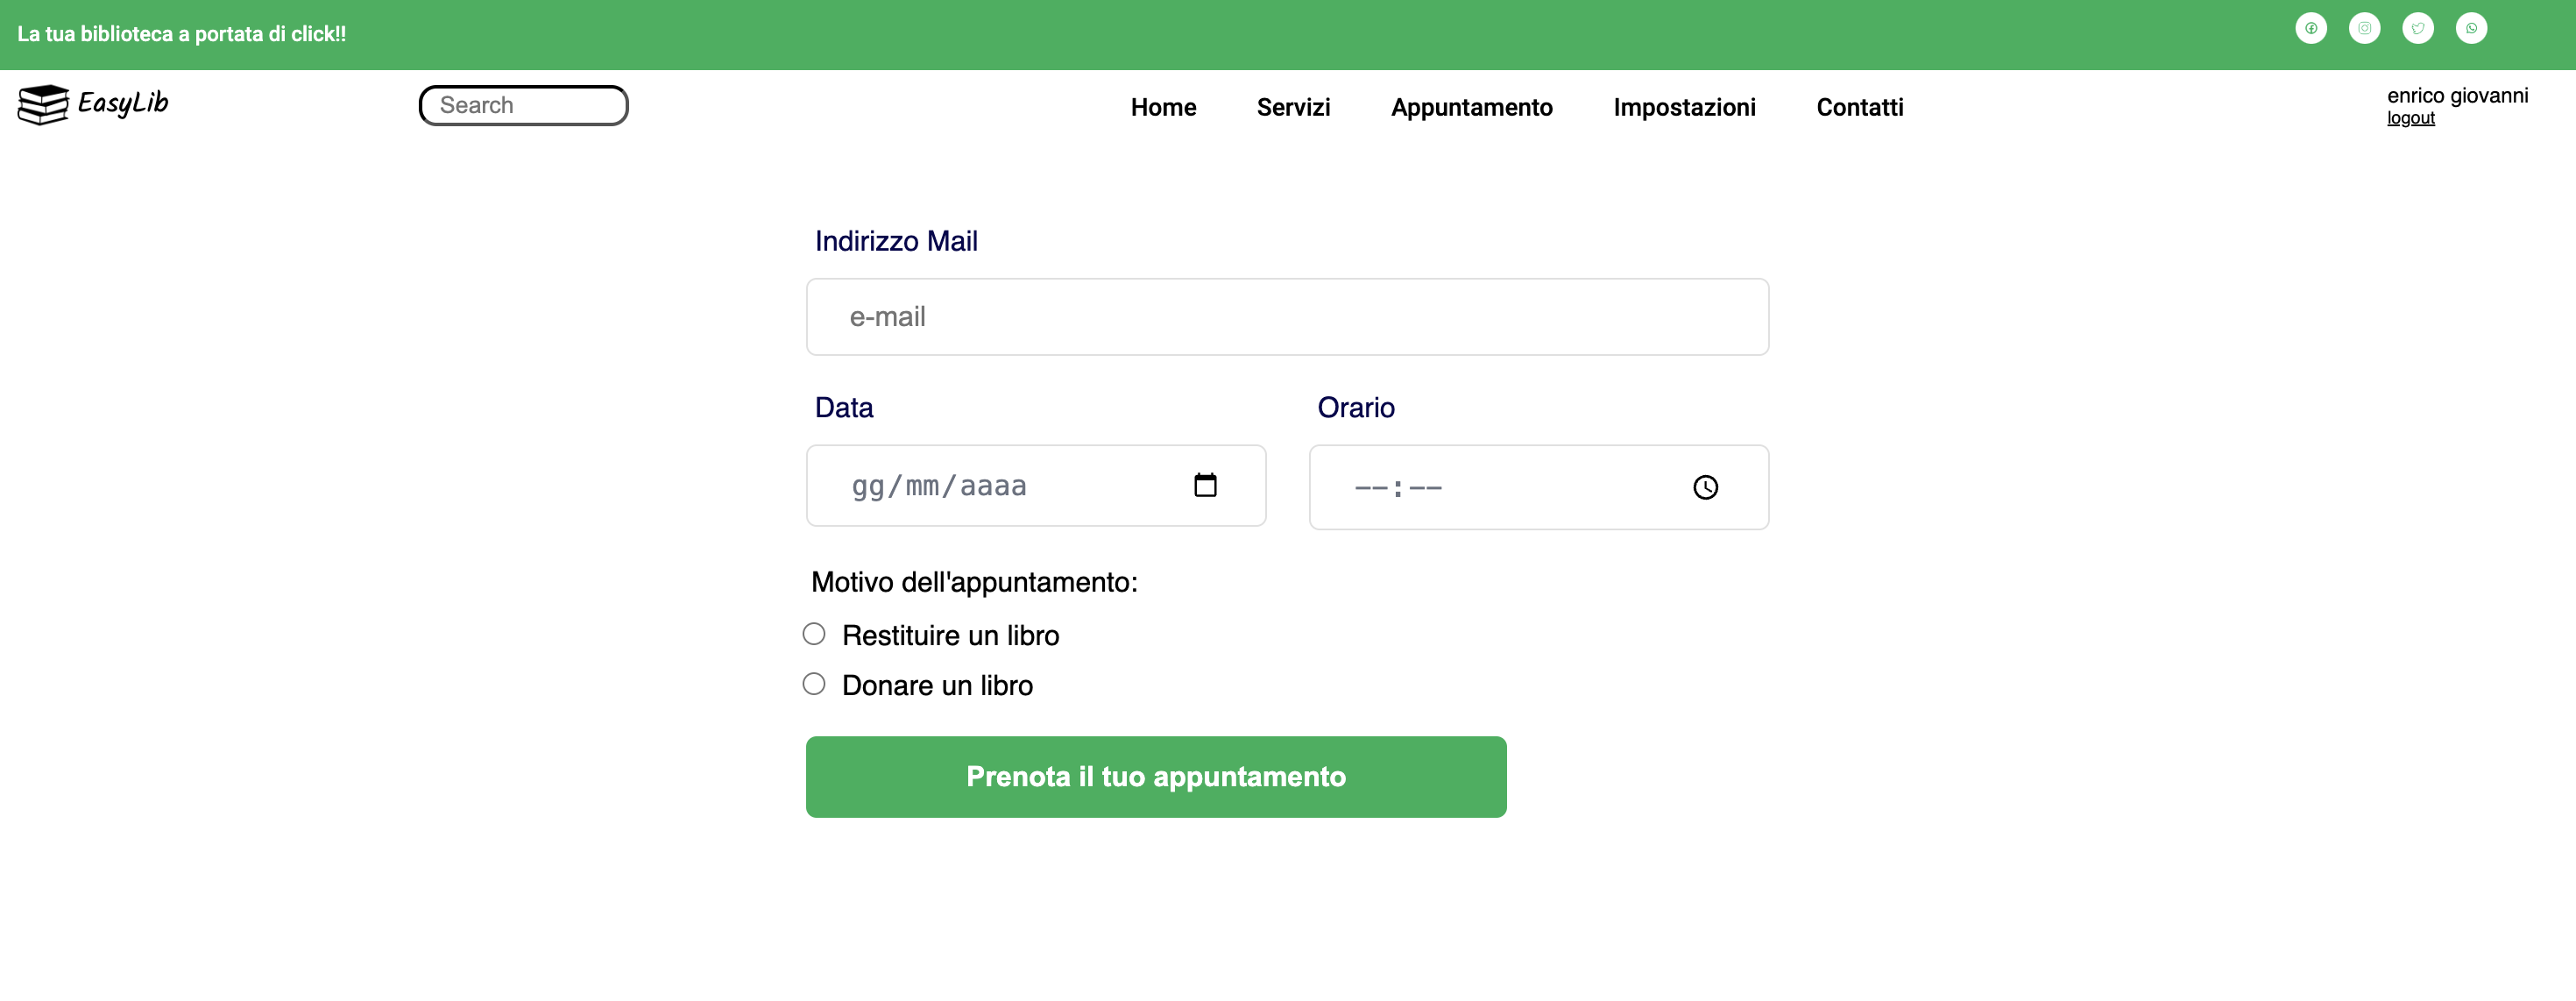 La tua biblioteca a portata di click!!
EasyLib
Search
Home
Servizi
Appuntamento
Impostazioni
Contatti
enrico giovanni
logout
Indirizzo Mail
e-mail
Data
Orario
gg/mm/aaaa
--:--
Motivo dell'appuntamento:
Restituire un libro
Donare un libro
Prenota il tuo appuntamento